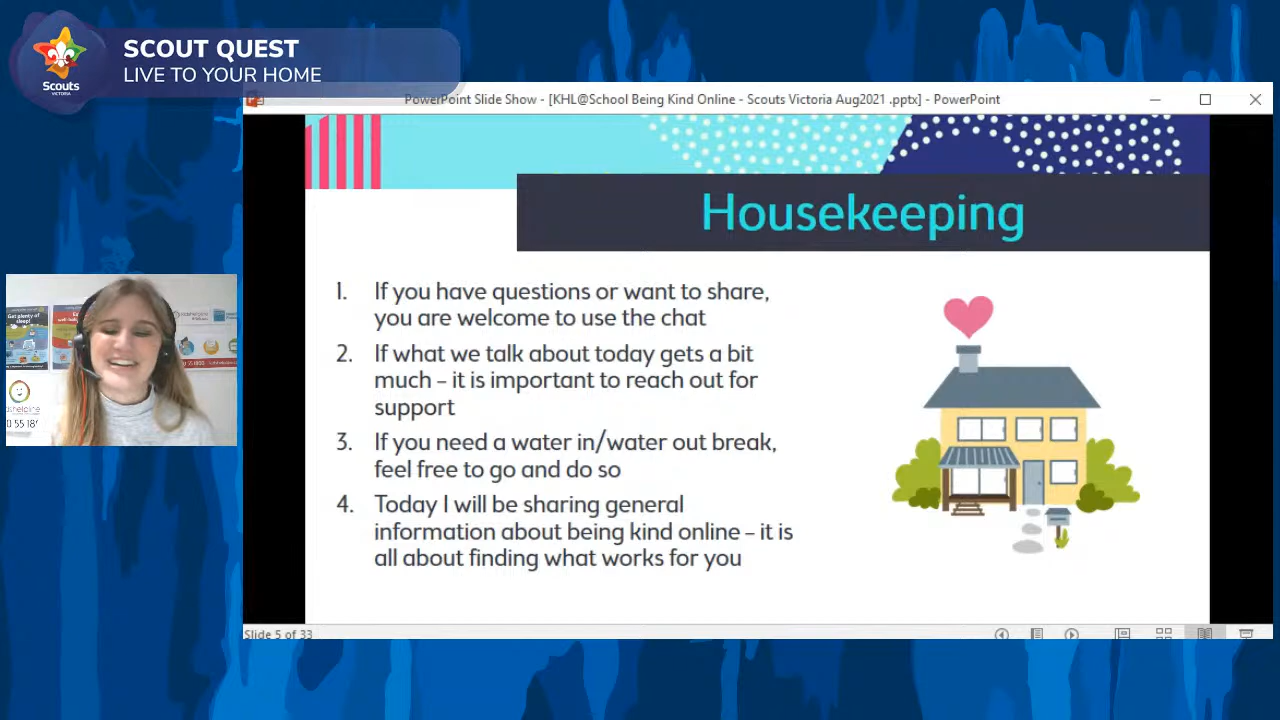 SCOUT QUEST
LIVE TO YOUR HOME
Scouts
VICTORIA
PowerPoint Slide Show - [KHL@School Being Kind Online - Scouts Victoria Aug2021 .pptx] - PowerPoint
Housekeeping
1. If you have questions or want to share,
you are welcome to use the chat
2. If what we talk about today gets a bit
much – it is important to reach out for
support
3. If you need a water in/water out break,
feel free to go and do so
4. Today I will be sharing general
information about being kind online – it is
all about finding what works for you
Get plenty of
sleep!
Slide 5 of 33